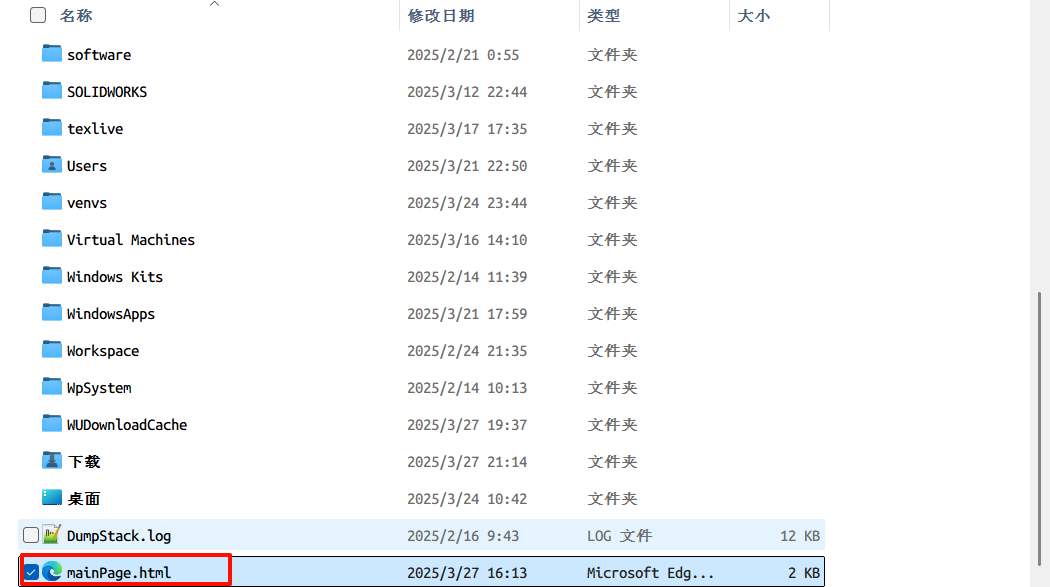 名称 修改日期 类型 大小
software 2025/2/21 0:55 文件夹
SOLIDWORKS 2025/3/12 22:44 文件夹
texlive 2025/3/17 17:35 文件夹
Users 2025/3/21 22:50 文件夹
venvs 2025/3/24 23:44 文件夹
Virtual Machines 2025/3/16 14:10 文件夹
Windows Kits 2025/2/14 11:39 文件夹
WindowsApps 2025/3/21 17:59 文件夹
Workspace 2025/2/24 21:35 文件夹
WpSystem 2025/2/14 10:13 文件夹
WUDownloadCache 2025/3/27 19:37 文件夹
下载 2025/3/27 21:14 文件夹
桌面 2025/3/24 10:42 文件夹
DumpStack.log 2025/2/16 9:43 LOG 文件 12 KB
mainPage.html 2025/3/27 16:13 Microsoft Edg... 2 KB